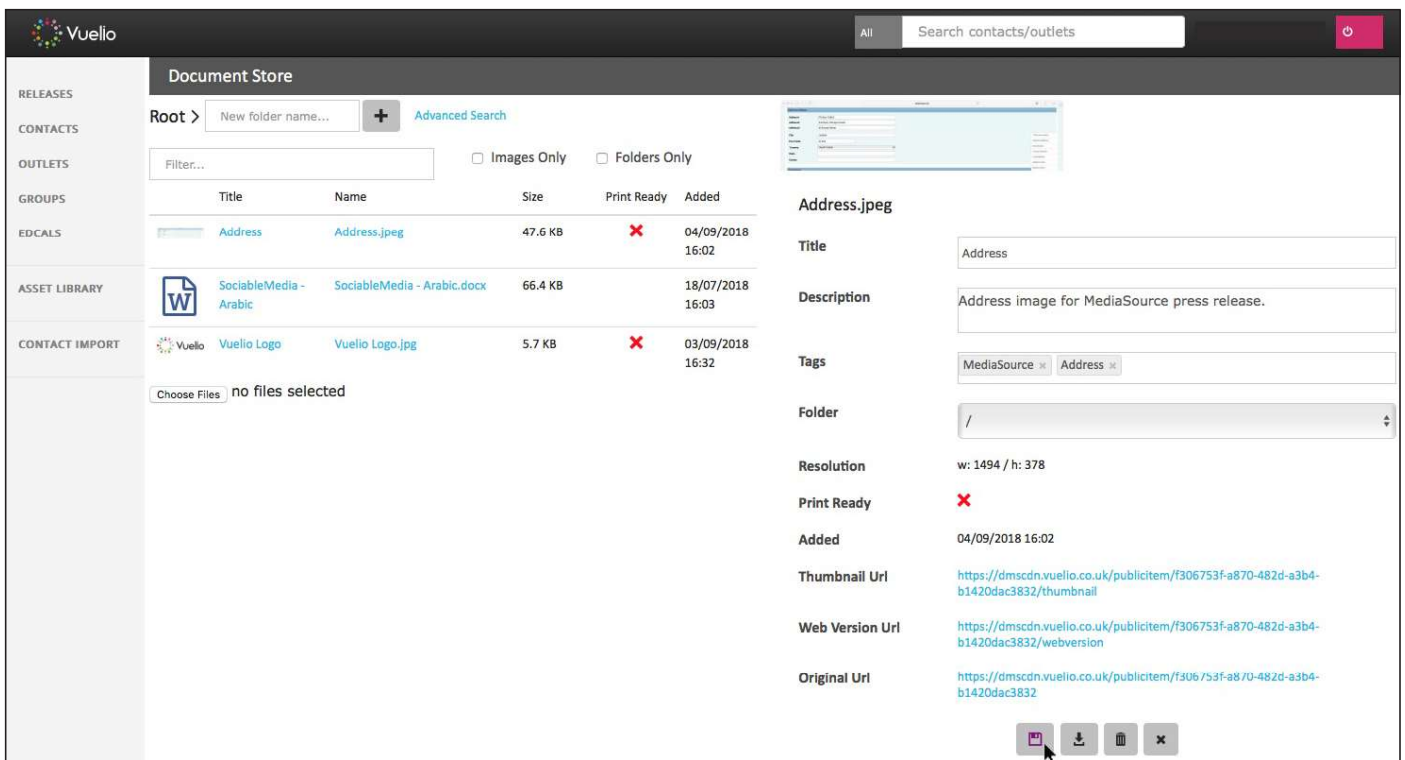 Vuelio
All
Search contacts/outlets
RELEASES
CONTACTS
OUTLETS
GROUPS
EDCALS
ASSET LIBRARY
CONTACT IMPORT
Document Store
Root >
New folder name...
Advanced Search
Filter...
Images Only
Folders Only
Title Name Size Print Ready Added
Address Address.jpeg 47.6 KB 04/09/2018
16:02
SociableMedia - SociableMedia - Arabic.docx 66.4 KB 18/07/2018
Arabic 16:03
Vuelio Vuelio Logo Vuelio Logo.jpg 5.7 KB 03/09/2018
16:32
Choose Files no files selected
Address.jpeg
Title Address
Description Address image for MediaSource press release.
Tags MediaSource × Address ×
Folder /
Resolution w: 1494 / h: 378
Print Ready
Added 04/09/2018 16:02
Thumbnail Url https://dmscdn.vuelio.co.uk/publicitem/f306753f-a870-482d-a3b4-
b1420dac3832/thumbnail
Web Version Url https://dmscdn.vuelio.co.uk/publicitem/f306753f-a870-482d-a3b4-
b1420dac3832/webversion
Original Url https://dmscdn.vuelio.co.uk/publicitem/f306753f-a870-482d-a3b4-
b1420dac3832